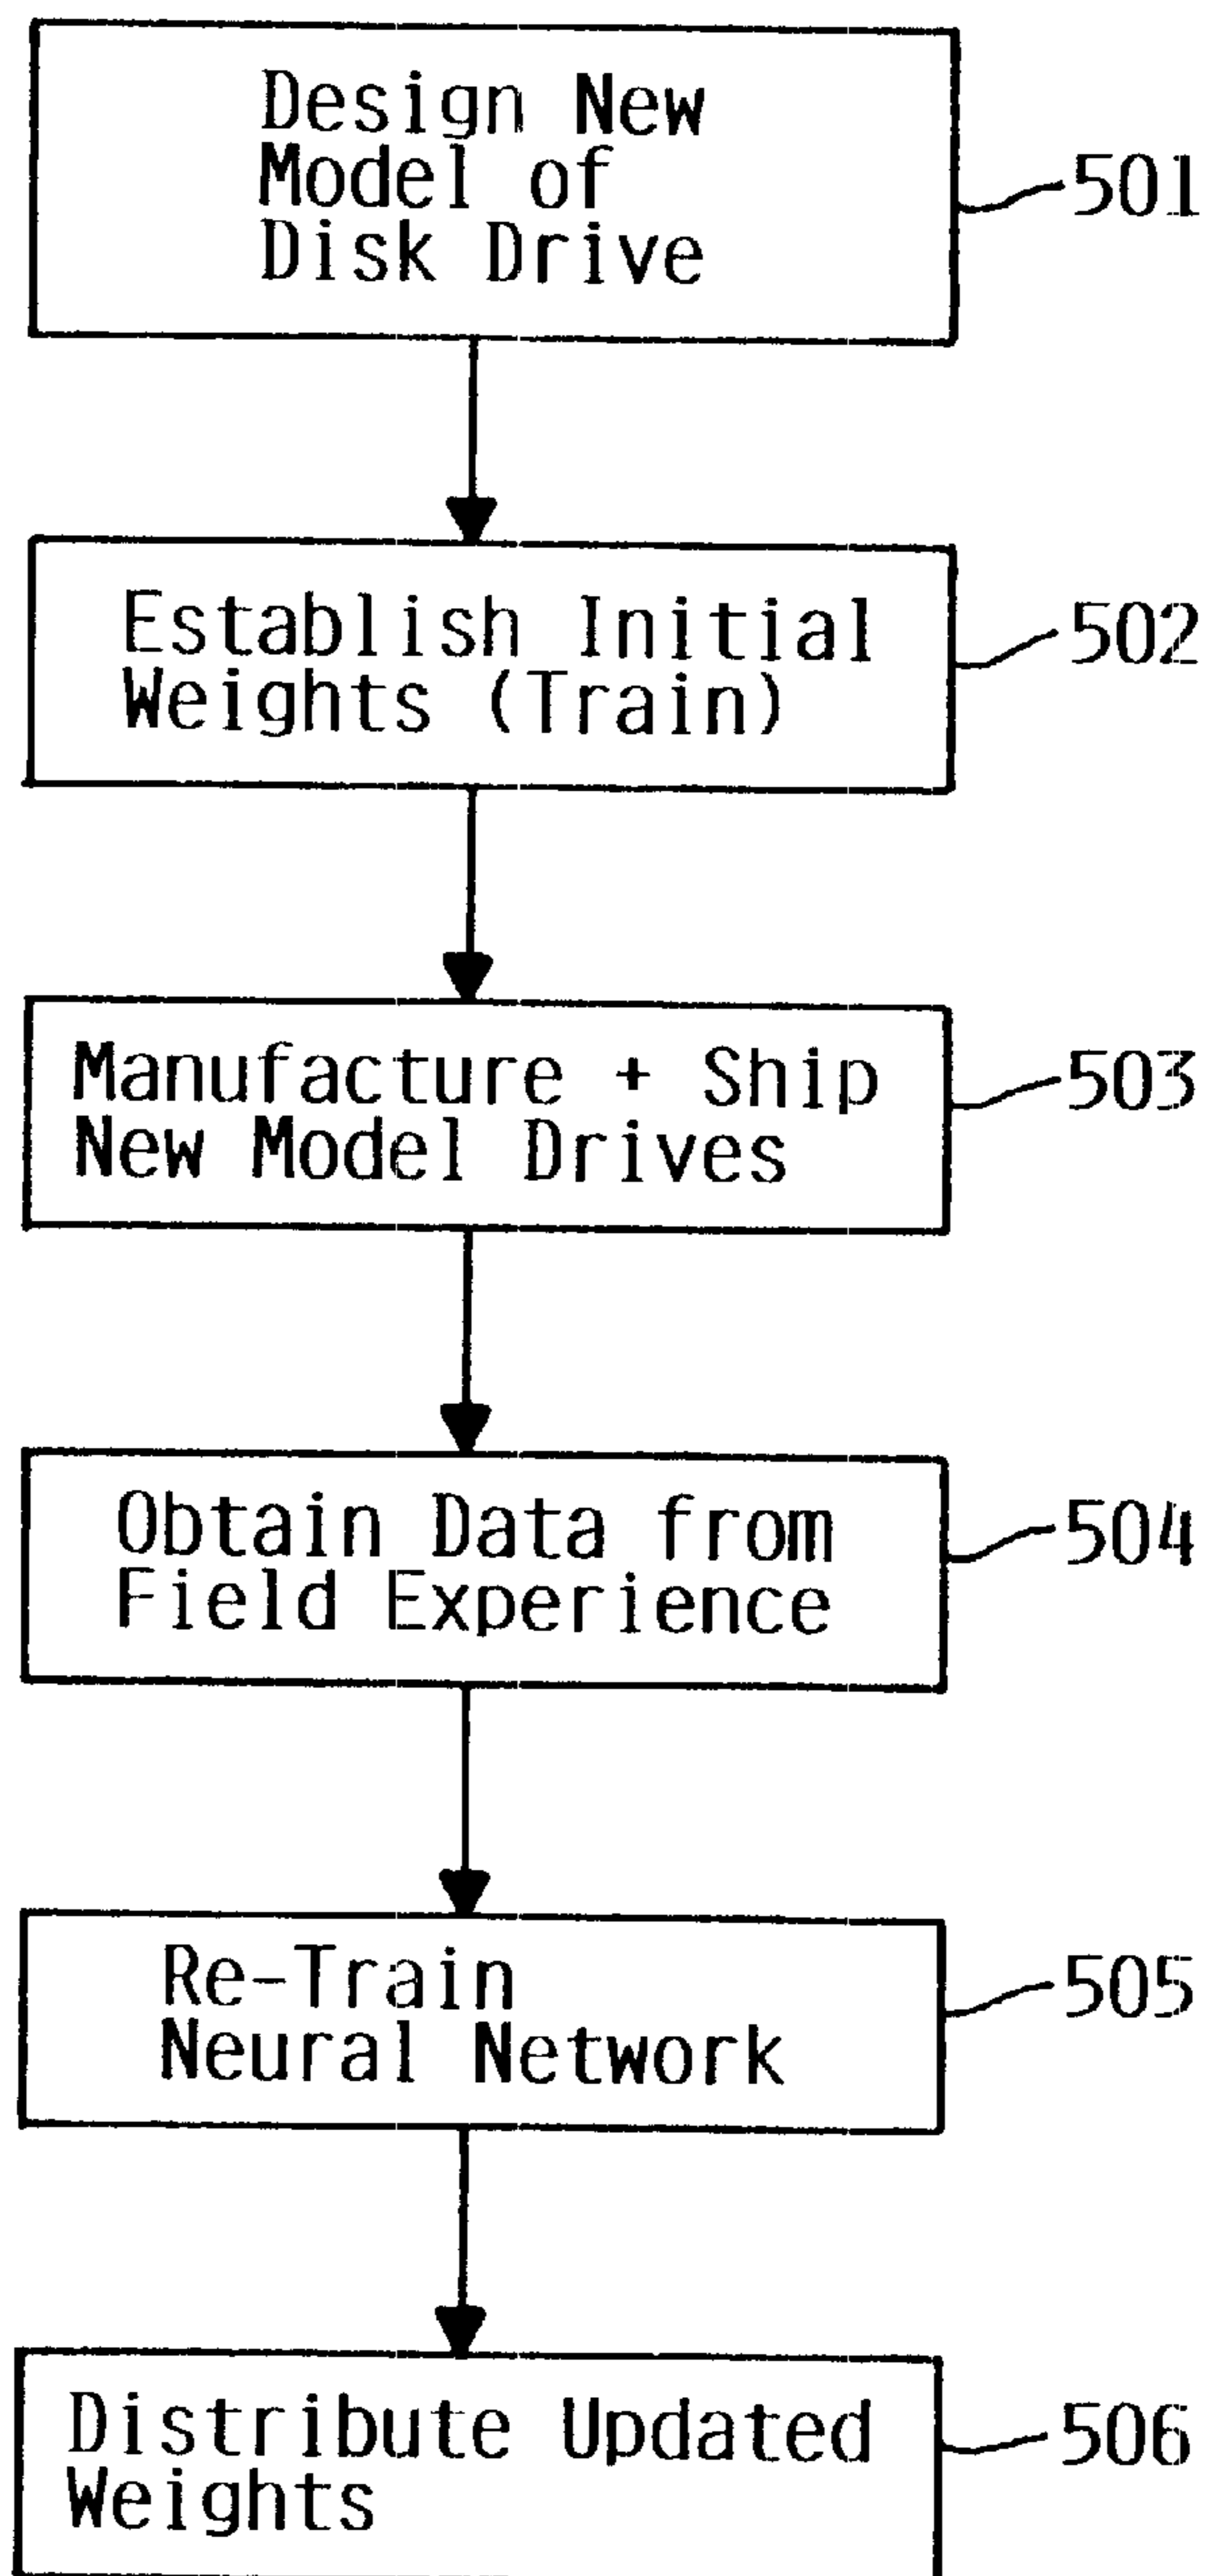 Design New
Model of
Disk Drive
501
Establish Initial
Weights (Train)
502
Manufacture + Ship
New Model Drives
503
Obtain Data from
Field Experience
504
Re-Train
Neural Network
505
Distribute Updated
Weights
506